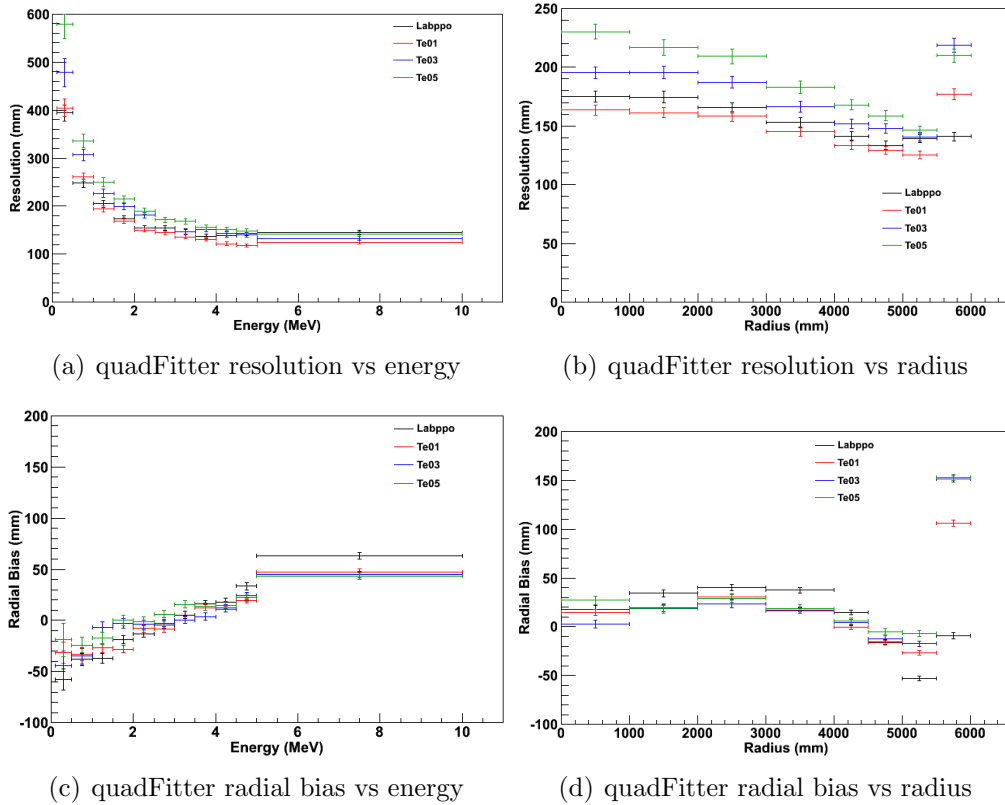 600
500
400
300
200
100
0
Resolution (mm)
0 2 4 6 8 10
Energy (MeV)
Labppo
Te01
Te03
Te05
(a) quadFitter resolution vs energy
250
200
150
100
50
0
Resolution (mm)
0 1000 2000 3000 4000 5000 6000
Radius (mm)
Labppo
Te01
Te03
Te05
(b) quadFitter resolution vs radius
200
150
100
50
0
-50
-100
Radial Bias (mm)
0 2 4 6 8 10
Energy (MeV)
Labppo
Te01
Te03
Te05
(c) quadFitter radial bias vs energy
200
150
100
50
0
-50
-100
Radial Bias (mm)
0 1000 2000 3000 4000 5000 6000
Radius (mm)
Labppo
Te01
Te03
Te05
(d) quadFitter radial bias vs radius